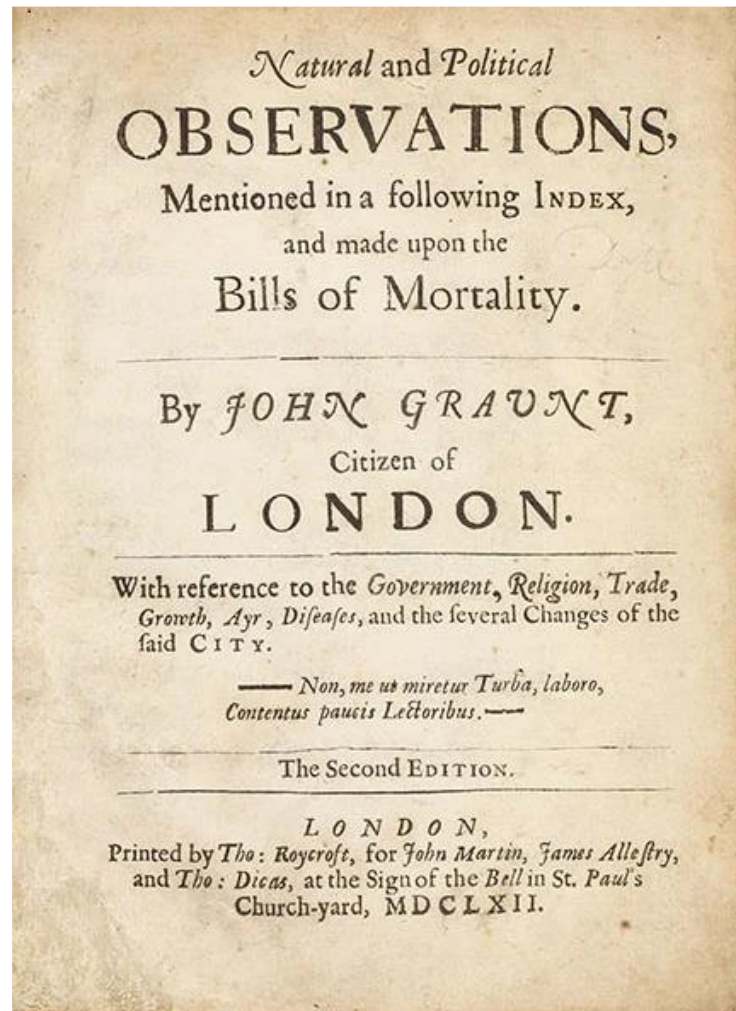 Natural and Political
OBSERVATIONS,
Mentioned in a following INDEX,
and made upon the
Bills of Mortality.
By JOHN GRAUNT,
Citizen of
LONDON.
With reference to the Government, Religion, Trade,
Growth, Ayr, Diſeaſes, and the ſeveral Changes of the
ſaid CITY.
—— Non, me ut miretur Turba, laboro,
Contentus paucis Lectoribus. ——
The Second EDITION.
LONDON,
Printed by Tho: Roycroft, for John Martin, James Alleſtry,
and Tho: Dicas, at the Sign of the Bell in St. Paul's
Church-yard, MDCLXII.